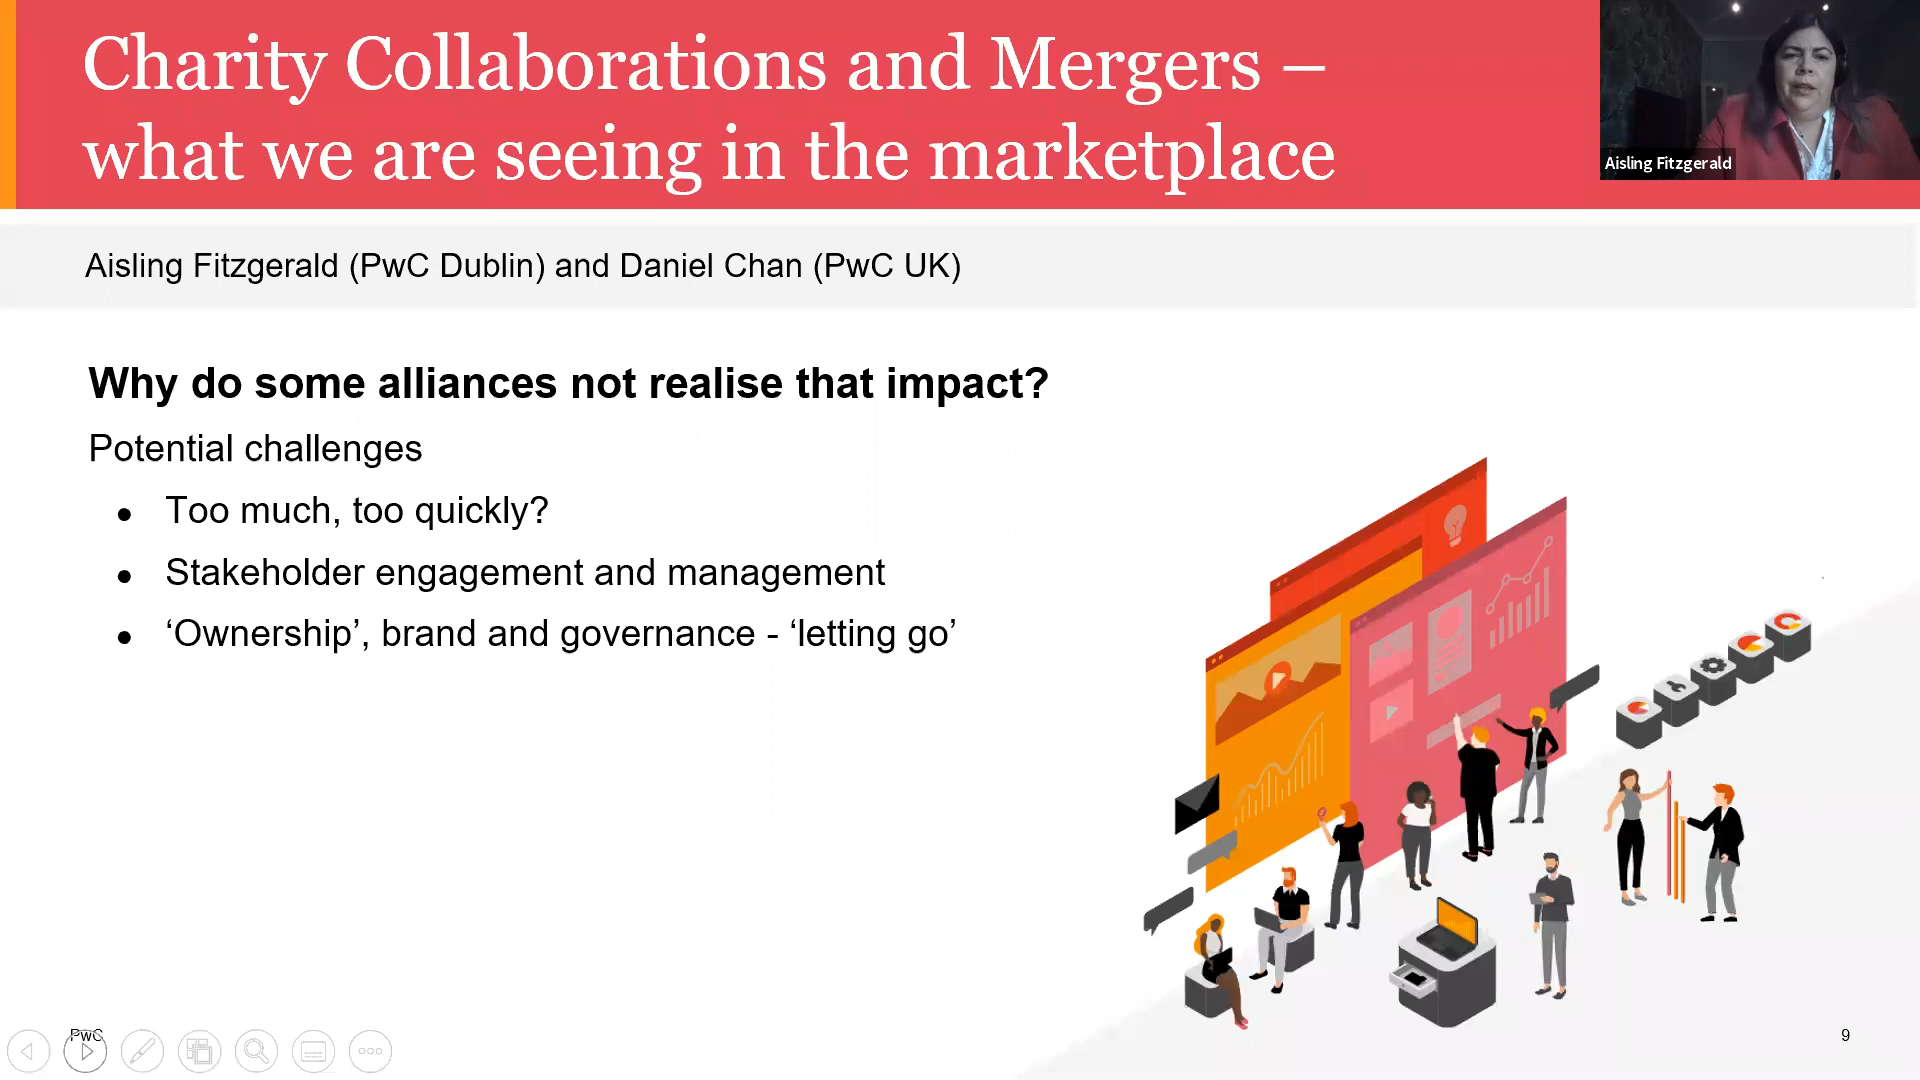 Charity Collaborations and Mergers –
what we are seeing in the marketplace
Aisling Fitzgerald
Aisling Fitzgerald (PwC Dublin) and Daniel Chan (PwC UK)
Why do some alliances not realise that impact?
Potential challenges
● Too much, too quickly?
● Stakeholder engagement and management
● ‘Ownership’, brand and governance - ‘letting go’
PwC
9